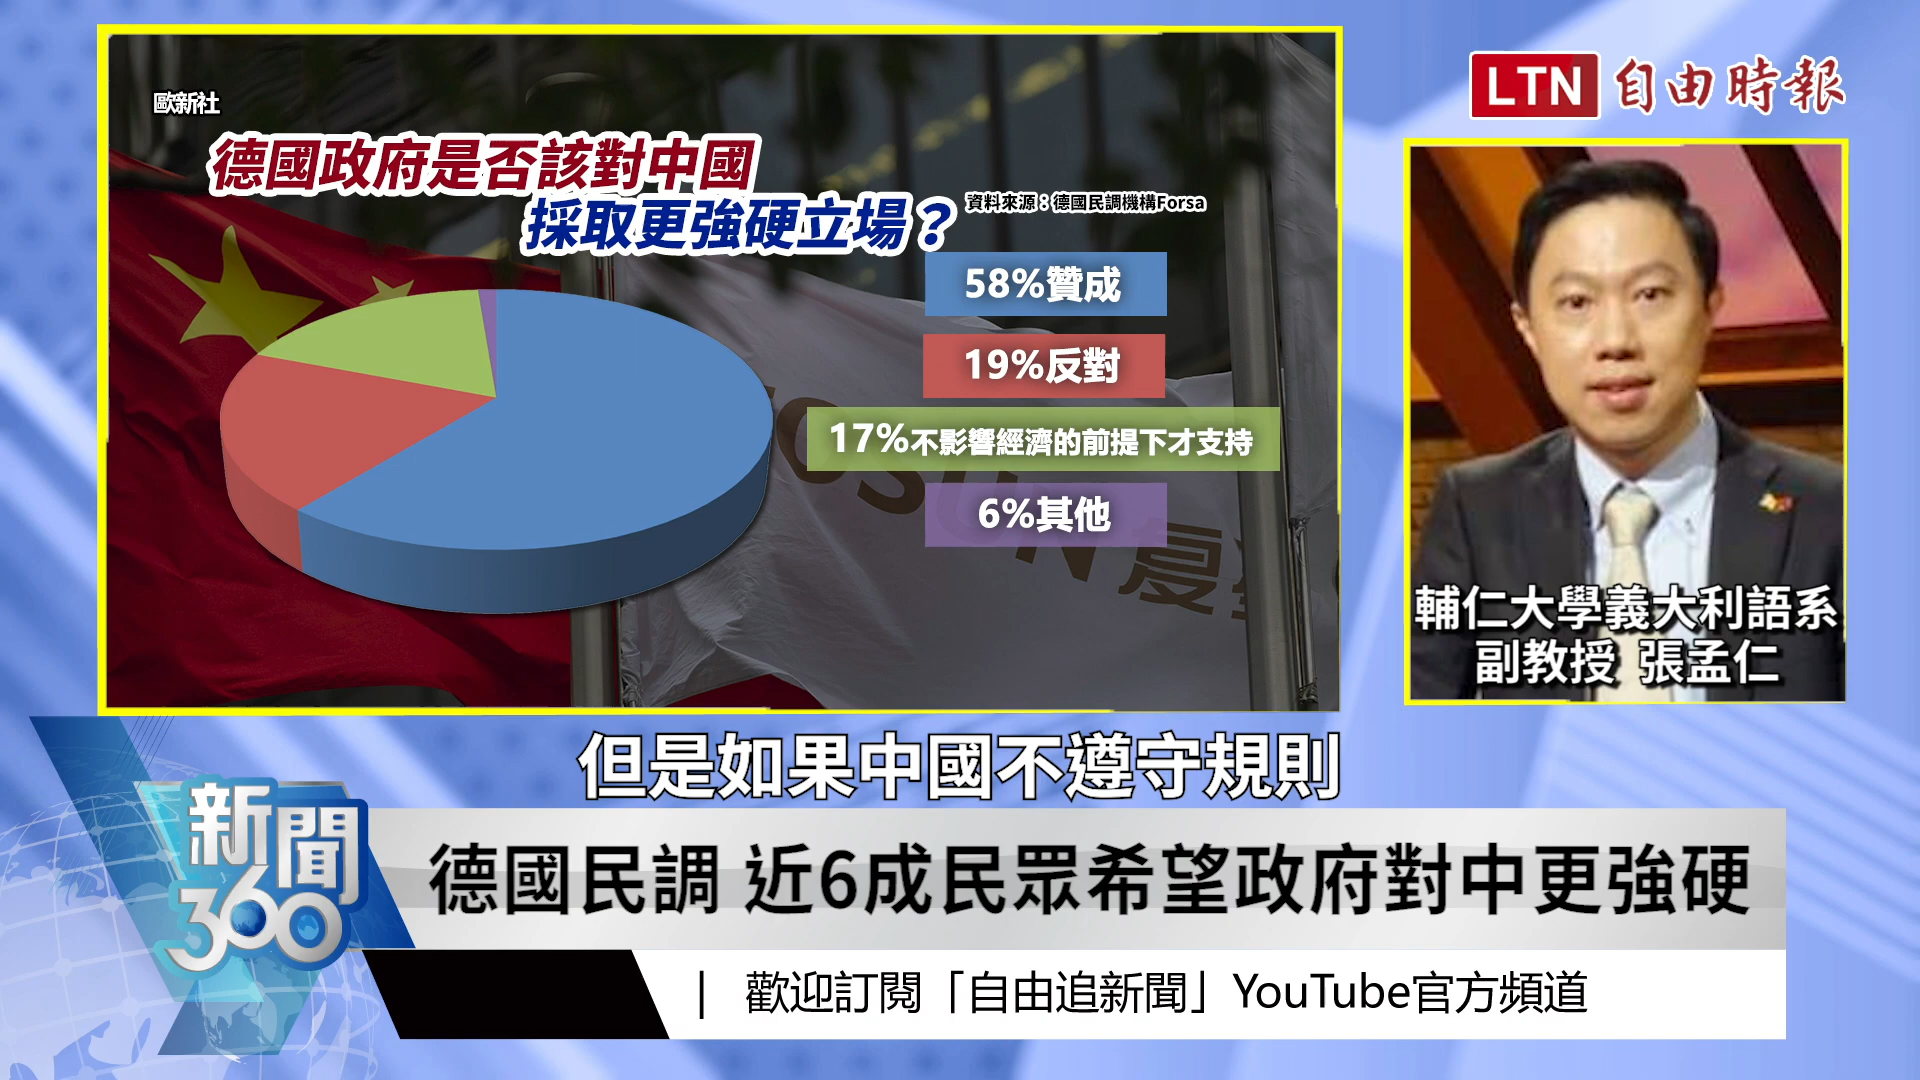 歐新社
德國政府是否該對中國
採取更強硬立場？
資料來源：德國民調機構Forsa
58%贊成
19%反對
17%不影響經濟的前提下才支持
6%其他
LTN 自由時報
輔仁大學義大利語系
副教授 張孟仁
但是如果中國不遵守規則
新聞
360
德國民調 近6成民眾希望政府對中更強硬
| 歡迎訂閱「自由追新聞」YouTube官方頻道